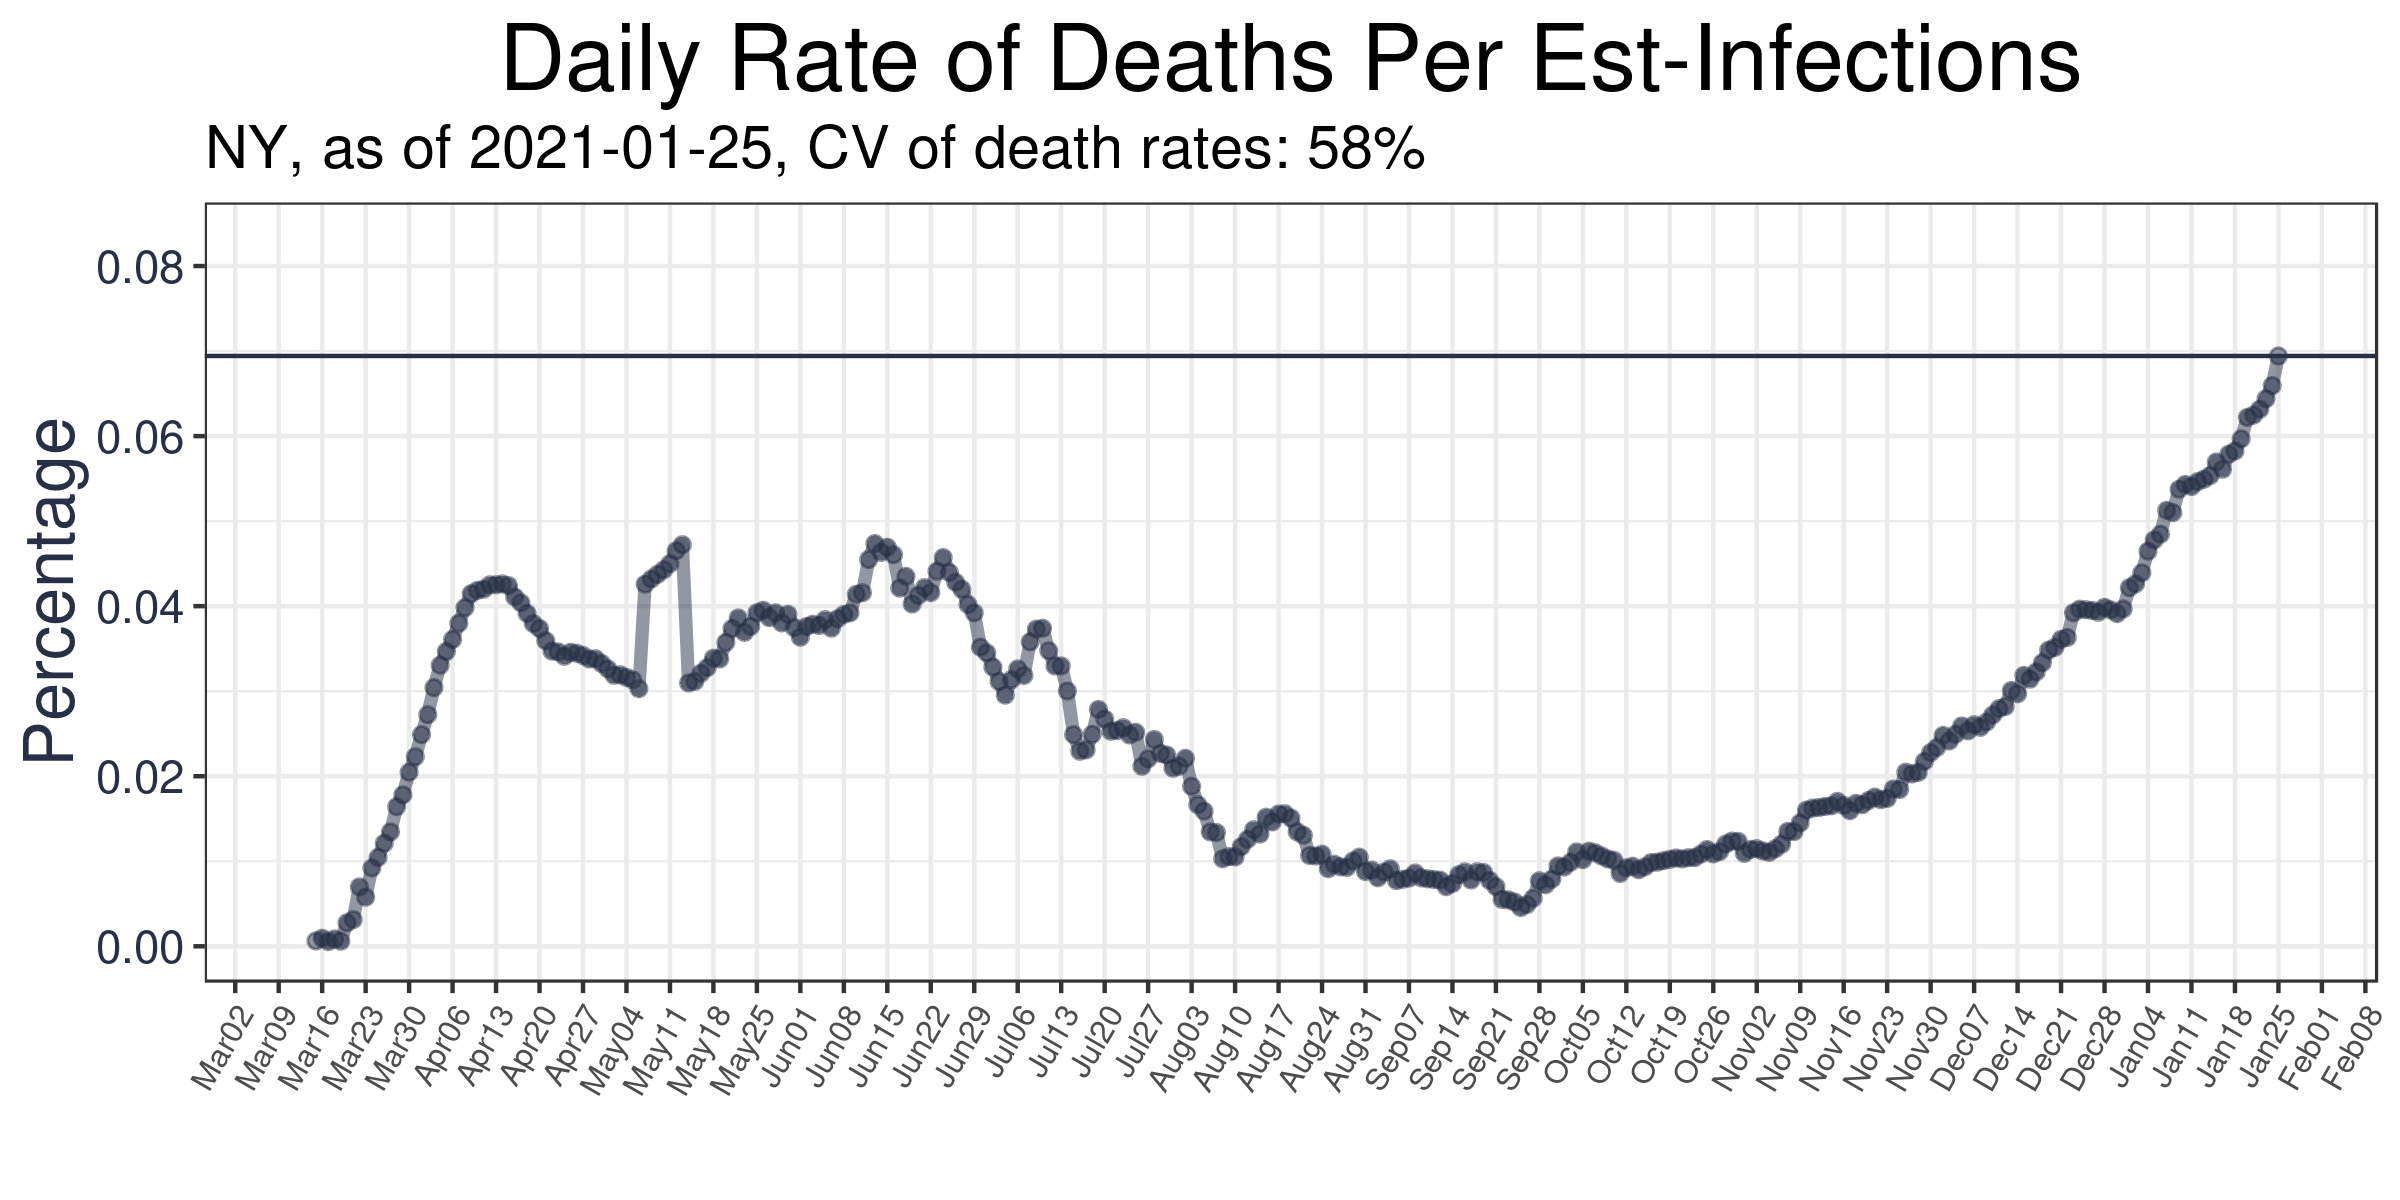 Daily Rate of Deaths Per Est-Infections
NY, as of 2021-01-25, CV of death rates: 58%
Percentage
0.08
0.06
0.04
0.02
0.00
Mar02
Mar09
Mar16
Mar23
Mar30
Apr06
Apr13
Apr20
Apr27
May04
May11
May18
May25
Jun01
Jun08
Jun15
Jun22
Jun29
Jul06
Jul13
Jul20
Jul27
Aug03
Aug10
Aug17
Aug24
Aug31
Sep07
Sep14
Sep21
Sep28
Oct05
Oct12
Oct19
Oct26
Nov02
Nov09
Nov16
Nov23
Nov30
Dec07
Dec14
Dec21
Dec28
Jan04
Jan11
Jan18
Jan25
Feb01
Feb08